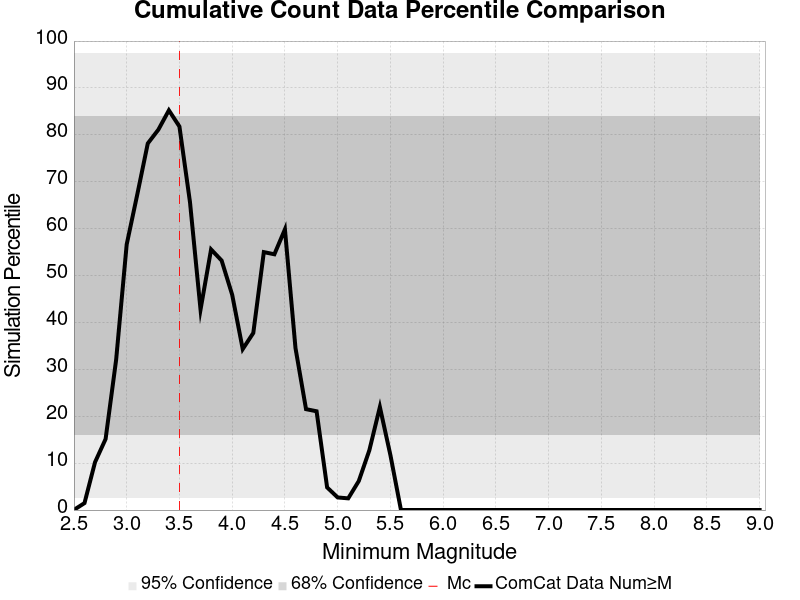 Cumulative Count Data Percentile Comparison
100
90
80
70
60
50
40
30
20
10
0
Simulation Percentile
2.5 3.0 3.5 4.0 4.5 5.0 5.5 6.0 6.5 7.0 7.5 8.0 8.5 9.0
Minimum Magnitude
95% Confidence 68% Confidence Mc ComCat Data Num≥M